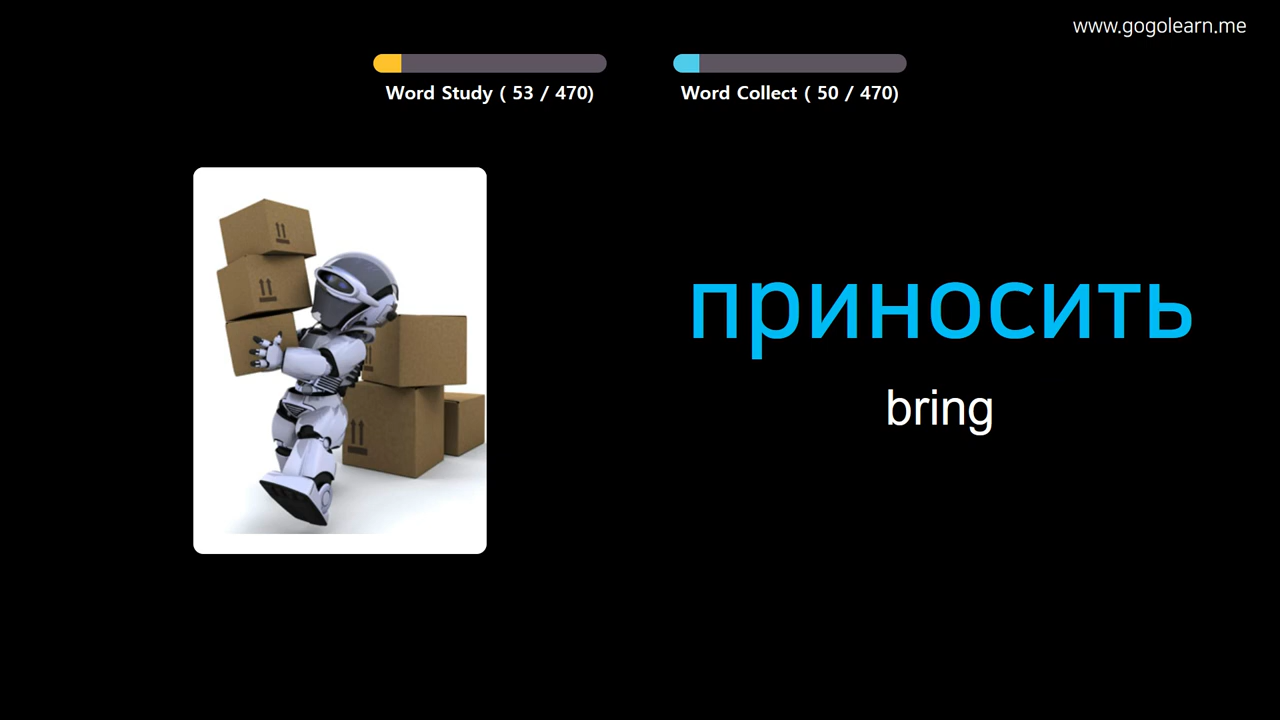 www.gogolearn.me
Word Study ( 53 / 470)
Word Collect ( 50 / 470)
приносить
bring